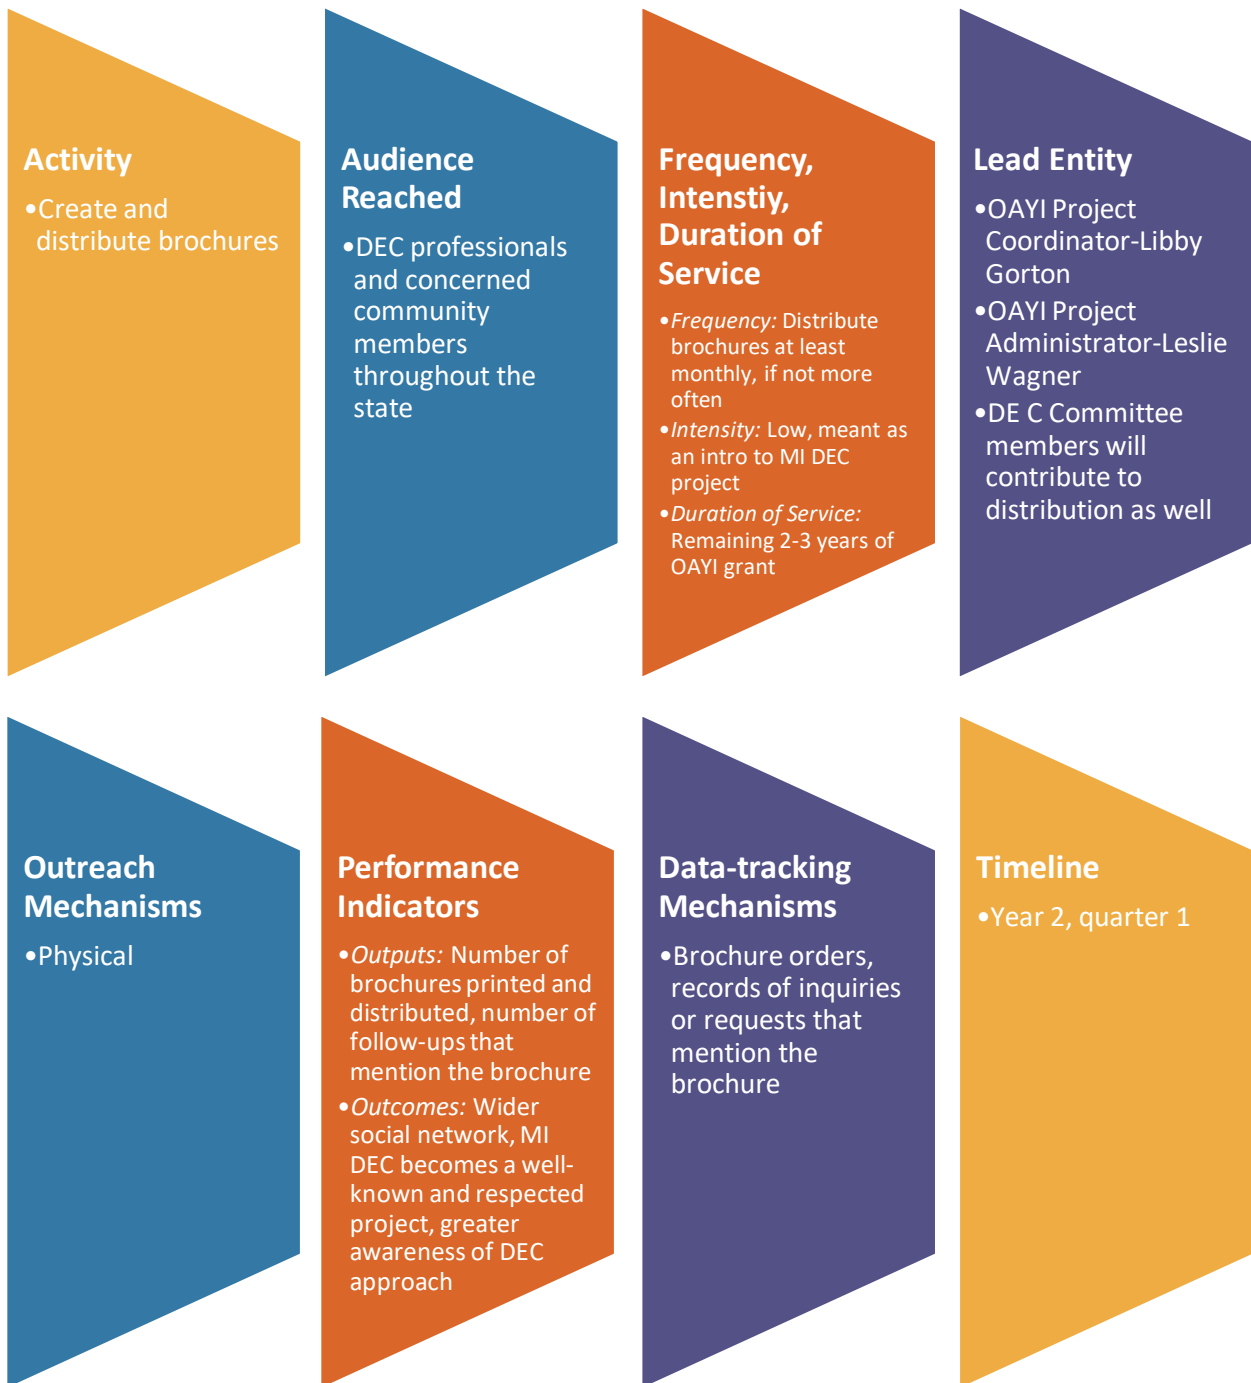 Activity
•Create and
distribute brochures
Audience
Reached
•DEC professionals
and concerned
community
members
throughout the
state
Frequency,
Intenstiy,
Duration of
Service
•Frequency: Distribute
brochures at least
monthly, if not more
often
•Intensity: Low, meant as
an intro to MI DEC
project
•Duration of Service:
Remaining 2-3 years of
OAYI grant
Lead Entity
•OAYI Project
Coordinator-Libby
Gorton
•OAYI Project
Administrator-Leslie
Wagner
•DE C Committee
members will
contribute to
distribution as well
Outreach
Mechanisms
•Physical
Performance
Indicators
•Outputs: Number of
brochures printed and
distributed, number of
follow-ups that
mention the brochure
•Outcomes: Wider
social network, MI
DEC becomes a well-
known and respected
project, greater
awareness of DEC
approach
Data-tracking
Mechanisms
•Brochure orders,
records of inquiries
or requests that
mention the
brochure
Timeline
•Year 2, quarter 1